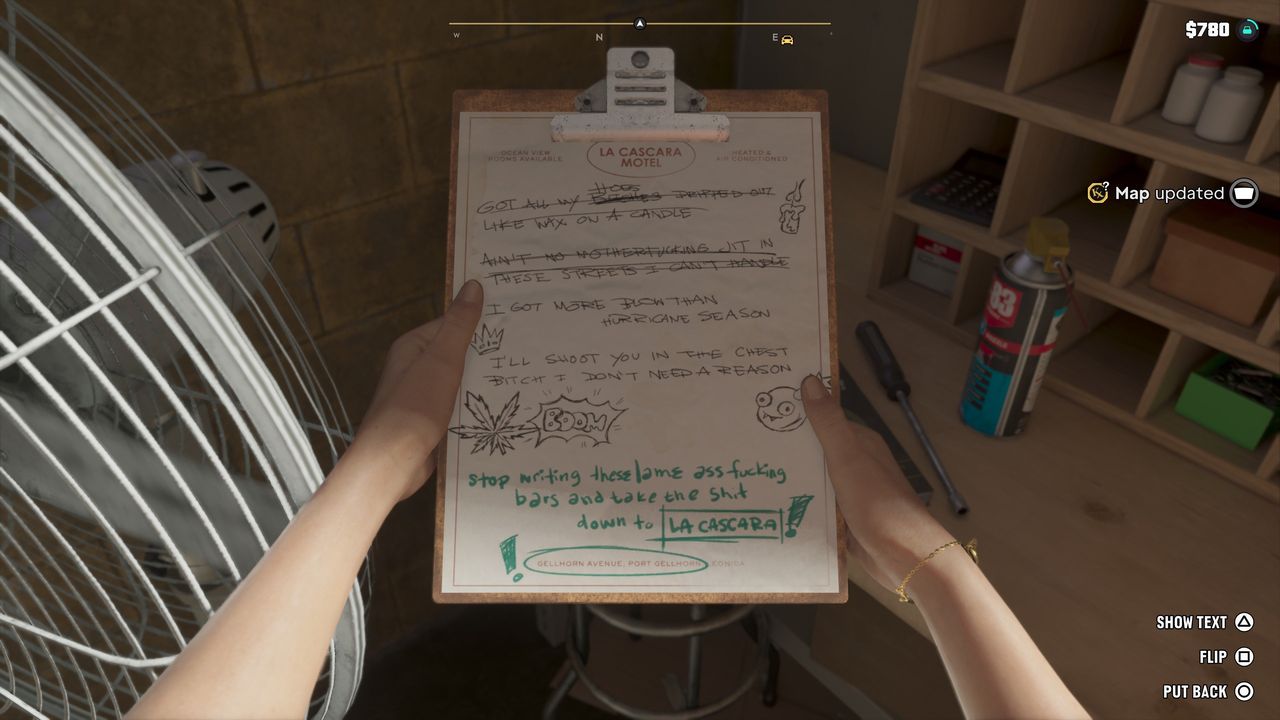 W
N
E
$780
OCEAN VIEW
ROOMS AVAILABLE
LA CASCARA
MOTEL
HEATED &
AIR CONDITIONED
HOES
GOT ALL MY BITCHES DRIPPED OUT
LIKE WAX ON A CANDLE
AIN'T NO MOTHERFUCKING JIT IN
THESE STREETS I CAN'T HANDLE
I GOT MORE BLOW THAN
HURRICANE SEASON
I'LL SHOOT YOU IN THE CHEST
BITCH I DON'T NEED A REASON
BOOM
stop writing these lame ass fucking
bars and take the shit
down to LA CASCARA!
!
GELLHORN AVENUE, PORT GELLHORN, LEONIDA
Map updated
83
SHOW TEXT
FLIP
PUT BACK